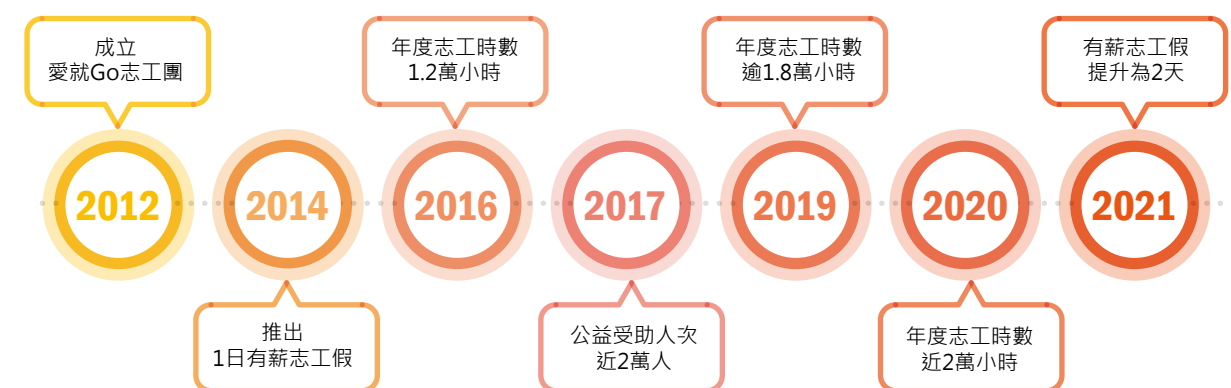 成立
愛就Go志工團
年度志工時數
1.2萬小時
年度志工時數
逾1.8萬小時
有薪志工假
提升為2天
2012
2014
2016
2017
2019
2020
2021
推出
1日有薪志工假
公益受助人次
近2萬人
年度志工時數
近2萬小時